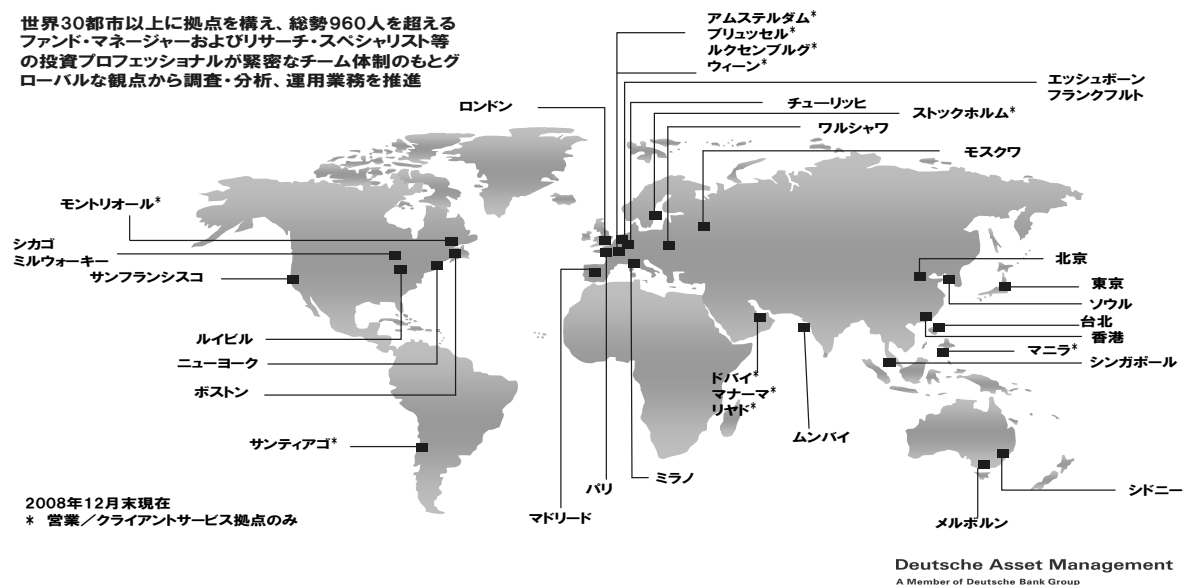 世界30都市以上に拠点を構え、総勢960人を超える
ファンド・マネージャーおよびリサーチ・スペシャリスト等
の投資プロフェッショナルが緊密なチーム体制のもとグ
ローバルな観点から調査・分析、運用業務を推進
アムステルダム*
ブリュッセル*
ルクセンブルグ*
ウィーン*
エッシュボーン
フランクフルト
ロンドン
チューリッヒ
ストックホルム*
ワルシャワ
モスクワ
モントリオール*
シカゴ
ミルウォーキー
サンフランシスコ
北京
東京
ソウル
台北
香港
マニラ*
シンガポール
ルイビル
ニューヨーク
ボストン
ドバイ*
マナーマ*
リヤド*
ムンバイ
サンティアゴ*
ミラノ
パリ
マドリード
シドニー
メルボルン
2008年12月末現在
* 営業／クライアントサービス拠点のみ
Deutsche Asset Management
A Member of Deutsche Bank Group